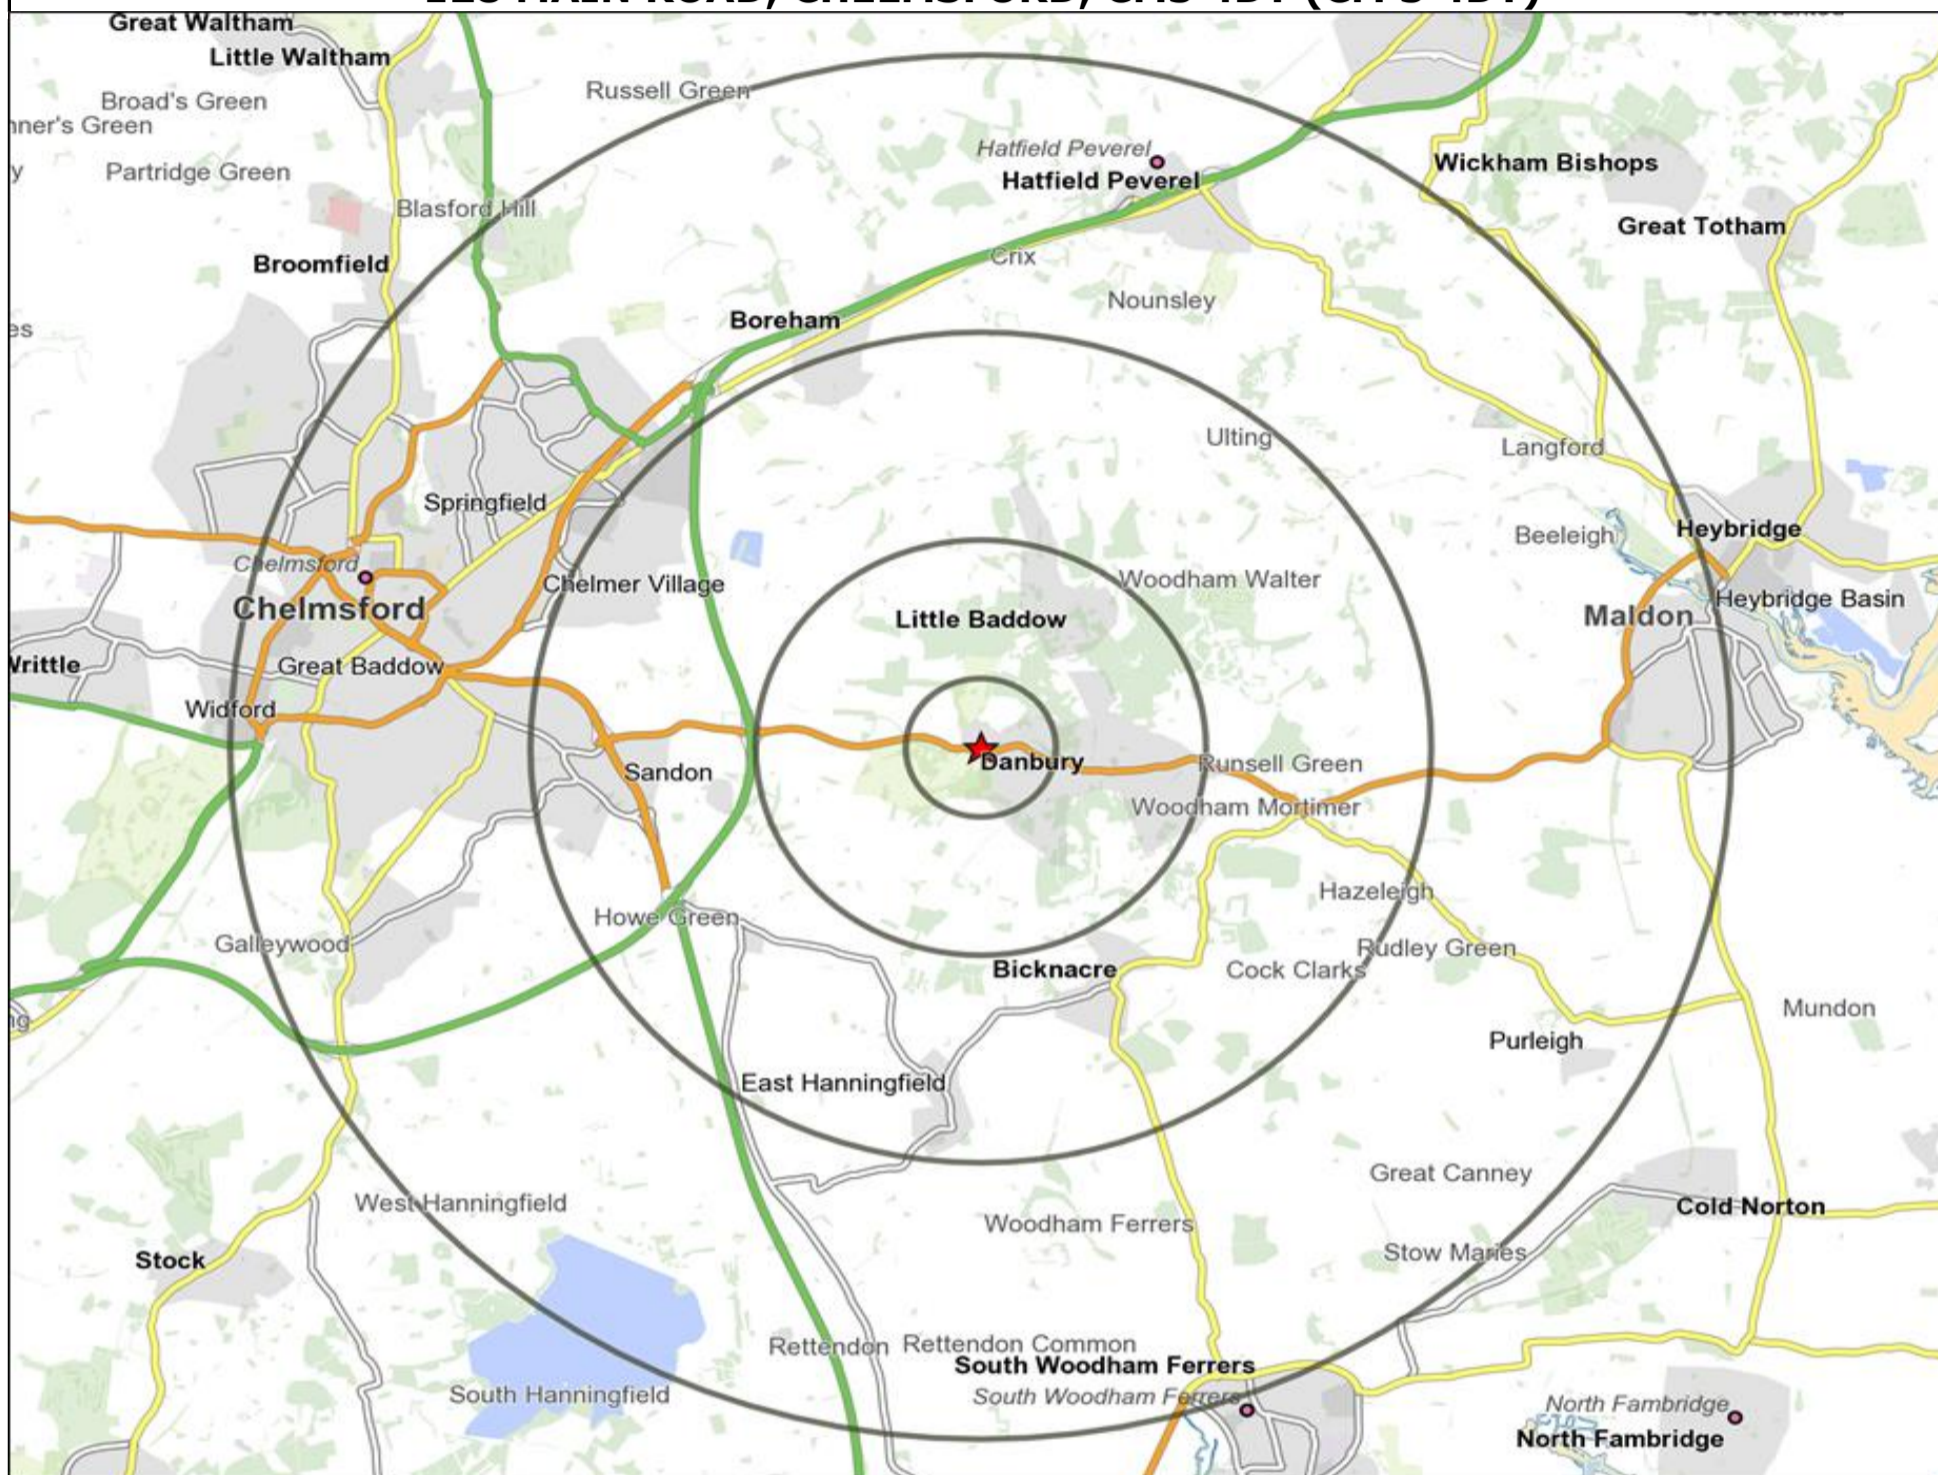 Great Waltham
Little Waltham
Russell Green
Broad's Green
nner's Green
Hatfield Peverel
Wickham Bishops
y
Partridge Green
Hatfield Peverel
Blasford Hill
Great Totham
Broomfield
Crix
Nounsley
es
Boreham
Ulting
Langford
Springfield
Heybridge
Beeleigh
Chelmsford
Woodham Walter
Chelmer Village
Heybridge Basin
Chelmsford
Little Baddow
Maldon
Writtle
Great Baddow
Widford
Danbury
Runsell Green
Sandon
Woodham Mortimer
Hazeleigh
Howe Green
Galleywood
Rudley Green
Bicknacre
Cock Clarks
Mundon
ng
Purleigh
East Hanningfield
Great Canney
West Hanningfield
Cold Norton
Woodham Ferrers
Stow Maries
Stock
Rettendon
Rettendon Common
South Woodham Ferrers
South Hanningfield
South Woodham Ferrers
North Fambridge
North Fambridge